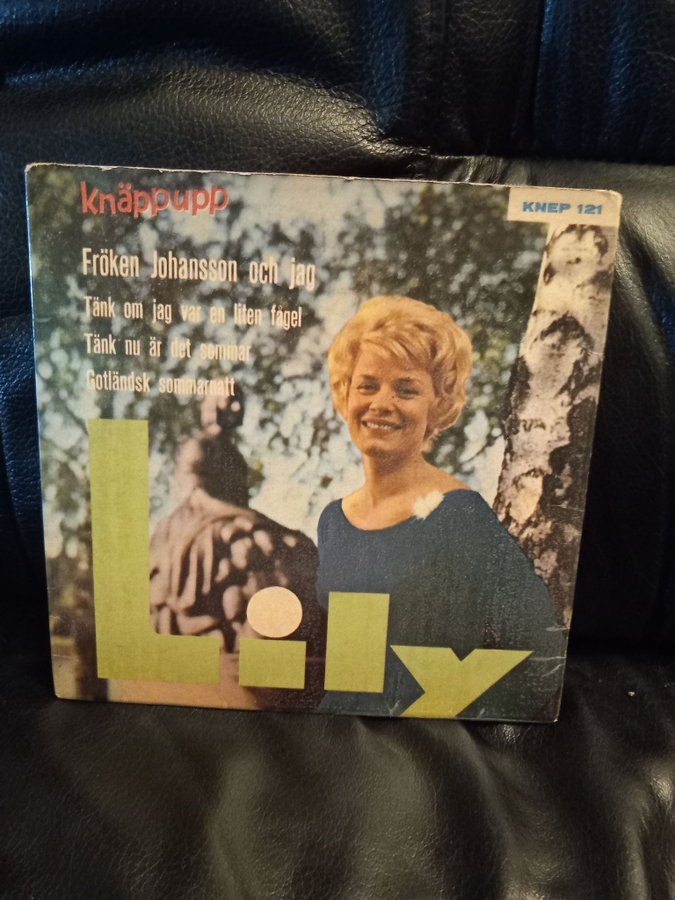 knäppupp
KNEP 121
Fröken Johansson och jag
Tänk om jag var en liten fågel
Tänk nu är det sommar
Gotländsk sommarnatt
Lily